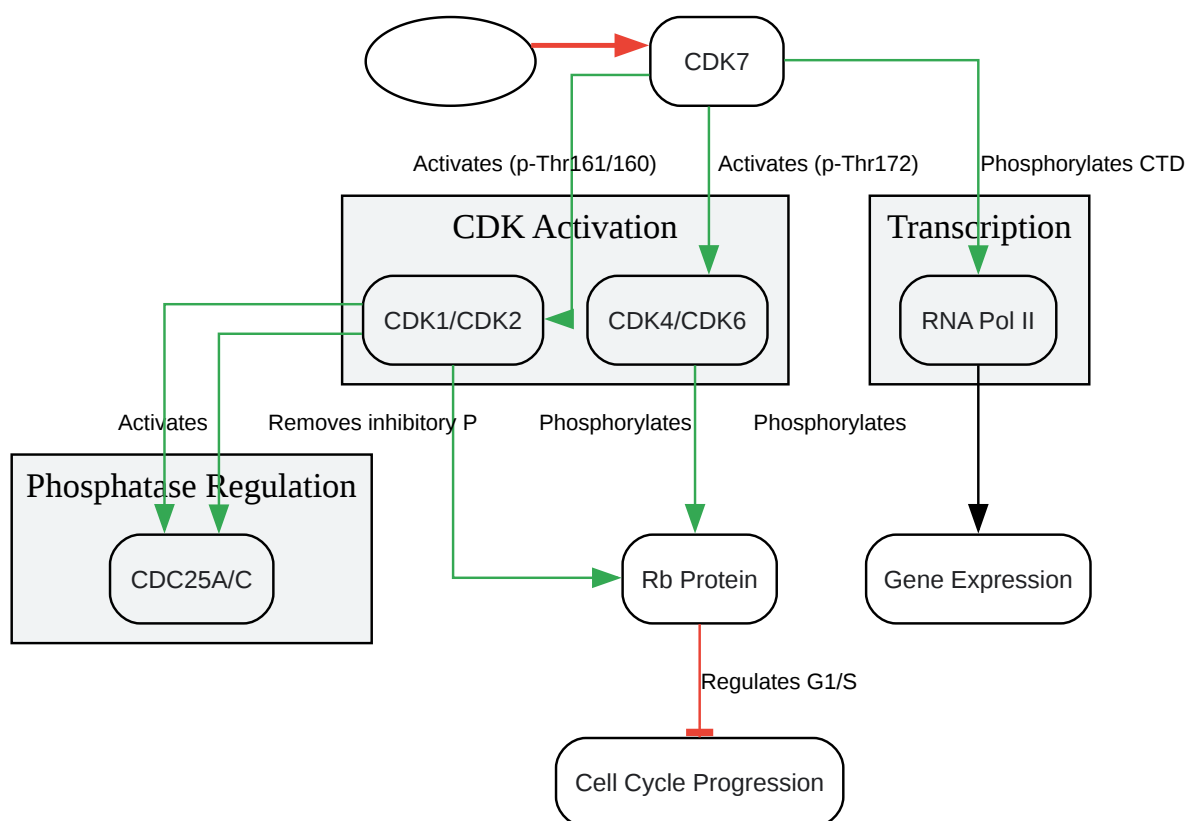 CDK7
Activates (p-Thr161/160)
Activates (p-Thr172)
Phosphorylates CTD
CDK Activation
Transcription
CDK1/CDK2
CDK4/CDK6
RNA Pol II
Activates
Removes inhibitory P
Phosphorylates
Phosphorylates
Phosphatase Regulation
CDC25A/C
Rb Protein
Gene Expression
Regulates G1/S
Cell Cycle Progression